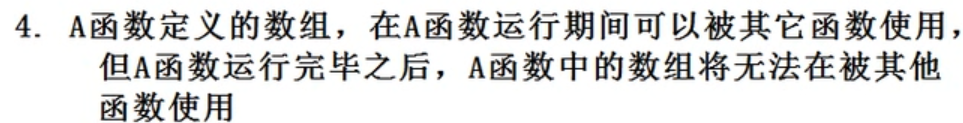 4. A函数定义的数组，在A函数运行期间可以被其它函数使用，
但A函数运行完毕之后，A函数中的数组将无法在被其他
函数使用